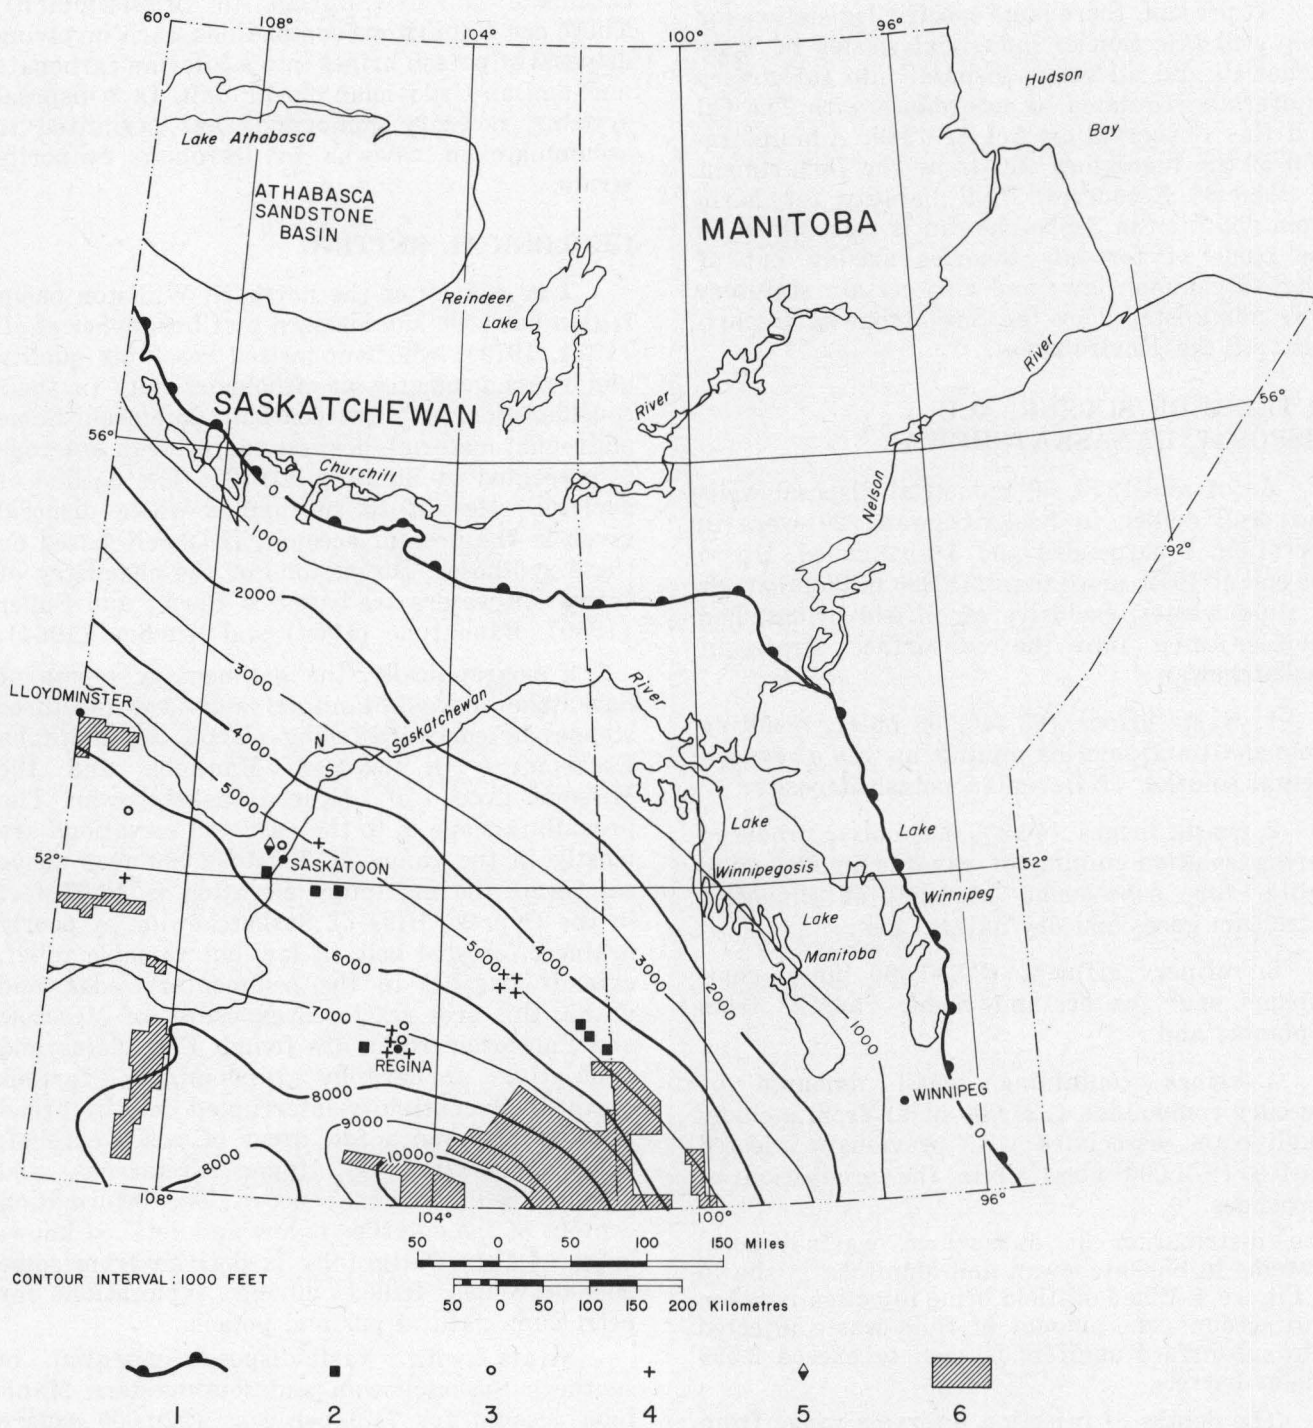 60°
108°
104°
100°
96°
Hudson
Bay
Lake Athabasca
ATHABASCA
SANDSTONE
BASIN
MANITOBA
Reindeer
Lake
River
River
SASKATCHEWAN
56°
56°
Churchill
0
Nelson
1000
92°
2000
3000
LLOYDMINSTER
River
Saskatchewan
N
S
4000
5000
Lake
Lake
52°
SASKATOON
52°
Winnipegosis
Winnipeg
Lake
Manitoba
6000
5000
4000
3000
2000
1000
7000
REGINA
8000
WINNIPEG
9000
0
8000
10000
108°
104°
100°
96°
50 0 50 100 150 Miles
CONTOUR INTERVAL: 1000 FEET
50 0 50 100 150 200 Kilometres
1 2 3 4 5 6